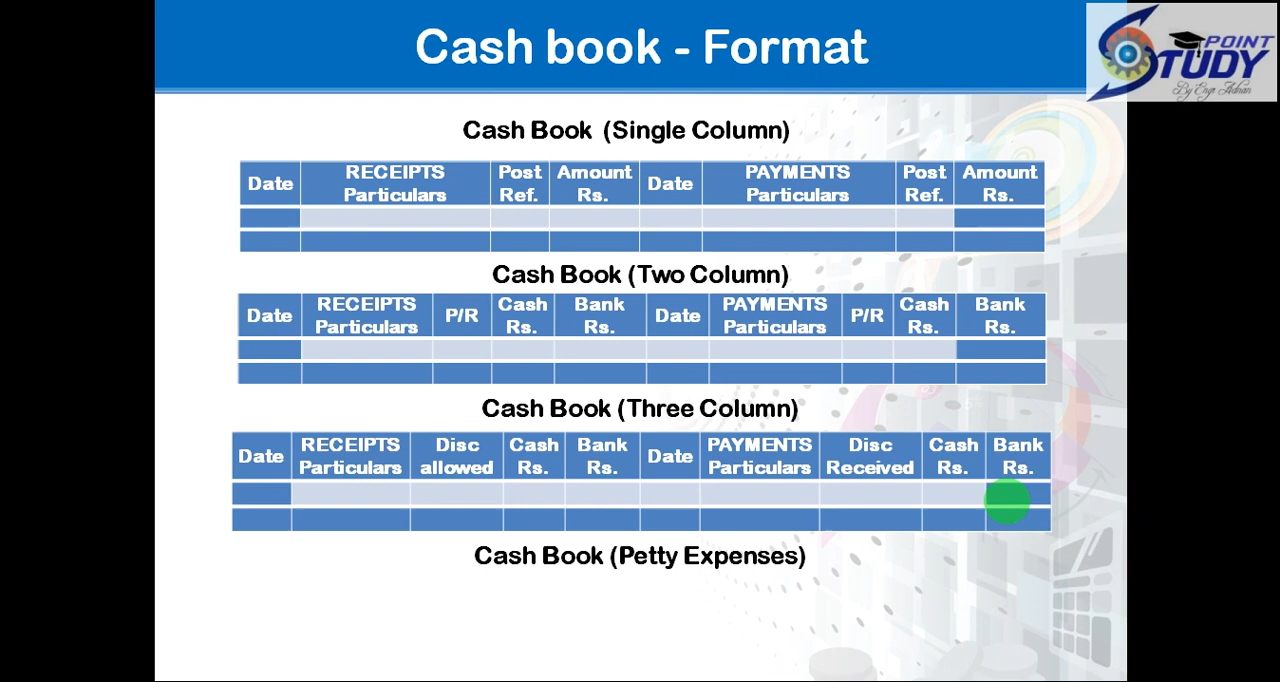 Cash book - Format
POINT
STUDY
By Engr Adnan
Cash Book (Single Column)
Date RECEIPTS Particulars Post Ref. Amount Rs. Date PAYMENTS Particulars Post Ref. Amount Rs.
Cash Book (Two Column)
Date RECEIPTS Particulars P/R Cash Rs. Bank Rs. Date PAYMENTS Particulars P/R Cash Rs. Bank Rs.
Cash Book (Three Column)
Date RECEIPTS Particulars Disc allowed Cash Rs. Bank Rs. Date PAYMENTS Particulars Disc Received Cash Rs. Bank Rs.
Cash Book (Petty Expenses)